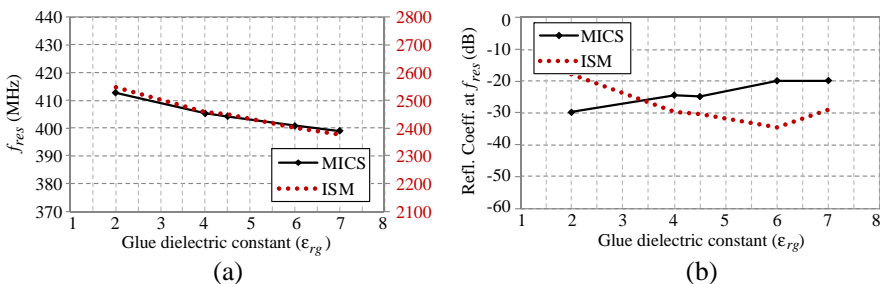 440
430
420
410
400
390
380
370
f_res (MHz)
2800
2700
2600
2500
2400
2300
2200
2100
MICS
ISM
1 2 3 4 5 6 7 8
Glue dielectric constant (ε_rg)
(a)
0
-10
-20
-30
-40
-50
-60
Refl. Coeff. at f_res (dB)
MICS
ISM
1 2 3 4 5 6 7 8
Glue dielectric constant (ε_rg)
(b)